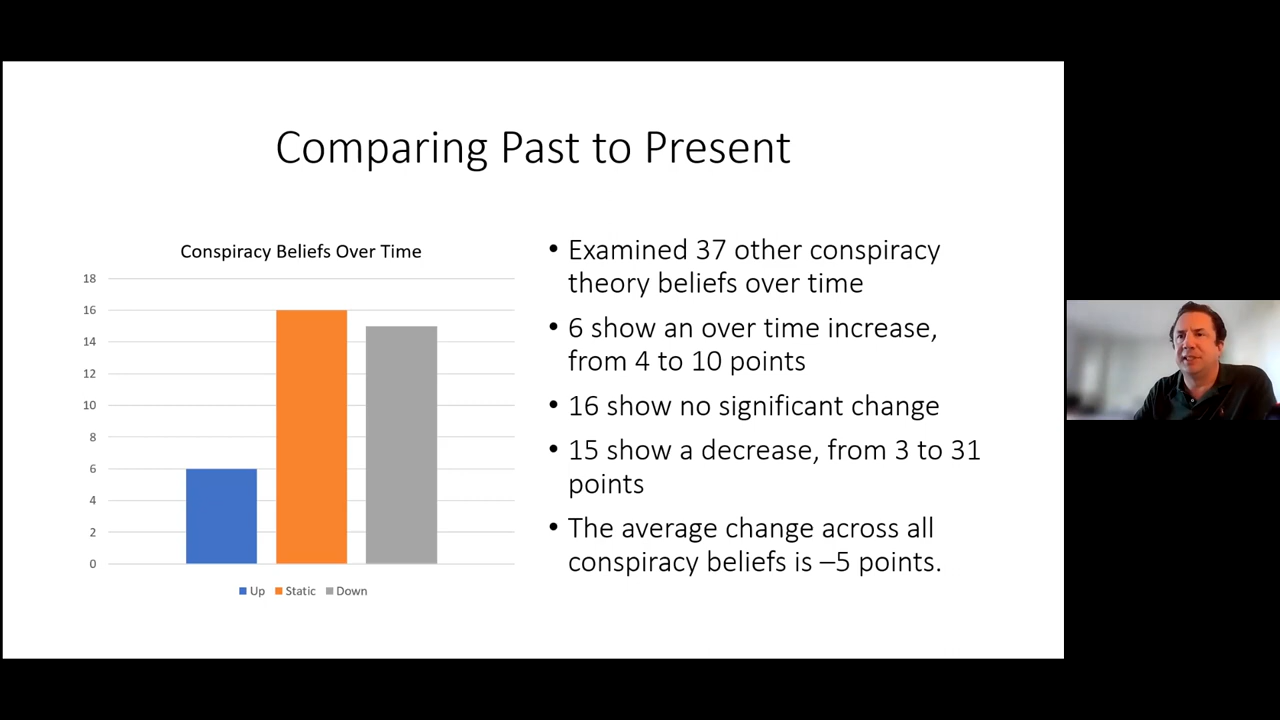 Comparing Past to Present
Conspiracy Beliefs Over Time
18
16
14
12
10
8
6
4
2
0
Up Static Down
• Examined 37 other conspiracy
theory beliefs over time
• 6 show an over time increase,
from 4 to 10 points
• 16 show no significant change
• 15 show a decrease, from 3 to 31
points
• The average change across all
conspiracy beliefs is –5 points.